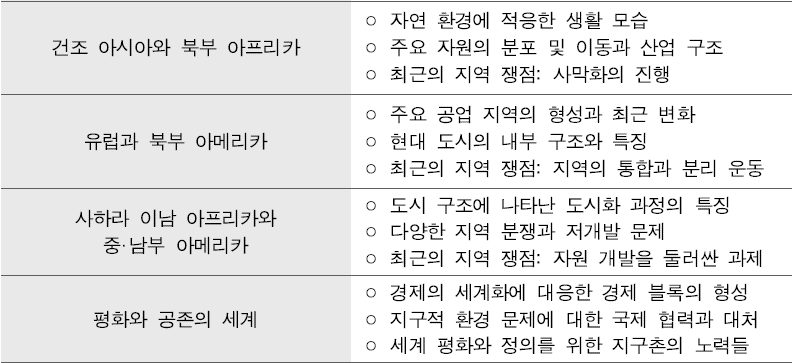 건조 아시아와 북부 아프리카
○ 자연 환경에 적응한 생활 모습
○ 주요 자원의 분포 및 이동과 산업 구조
○ 최근의 지역 쟁점: 사막화의 진행
유럽과 북부 아메리카
○ 주요 공업 지역의 형성과 최근 변화
○ 현대 도시의 내부 구조와 특징
○ 최근의 지역 쟁점: 지역의 통합과 분리 운동
사하라 이남 아프리카와
중·남부 아메리카
○ 도시 구조에 나타난 도시화 과정의 특징
○ 다양한 지역 분쟁과 저개발 문제
○ 최근의 지역 쟁점: 자원 개발을 둘러싼 과제
평화와 공존의 세계
○ 경제의 세계화에 대응한 경제 블록의 형성
○ 지구적 환경 문제에 대한 국제 협력과 대처
○ 세계 평화와 정의를 위한 지구촌의 노력들